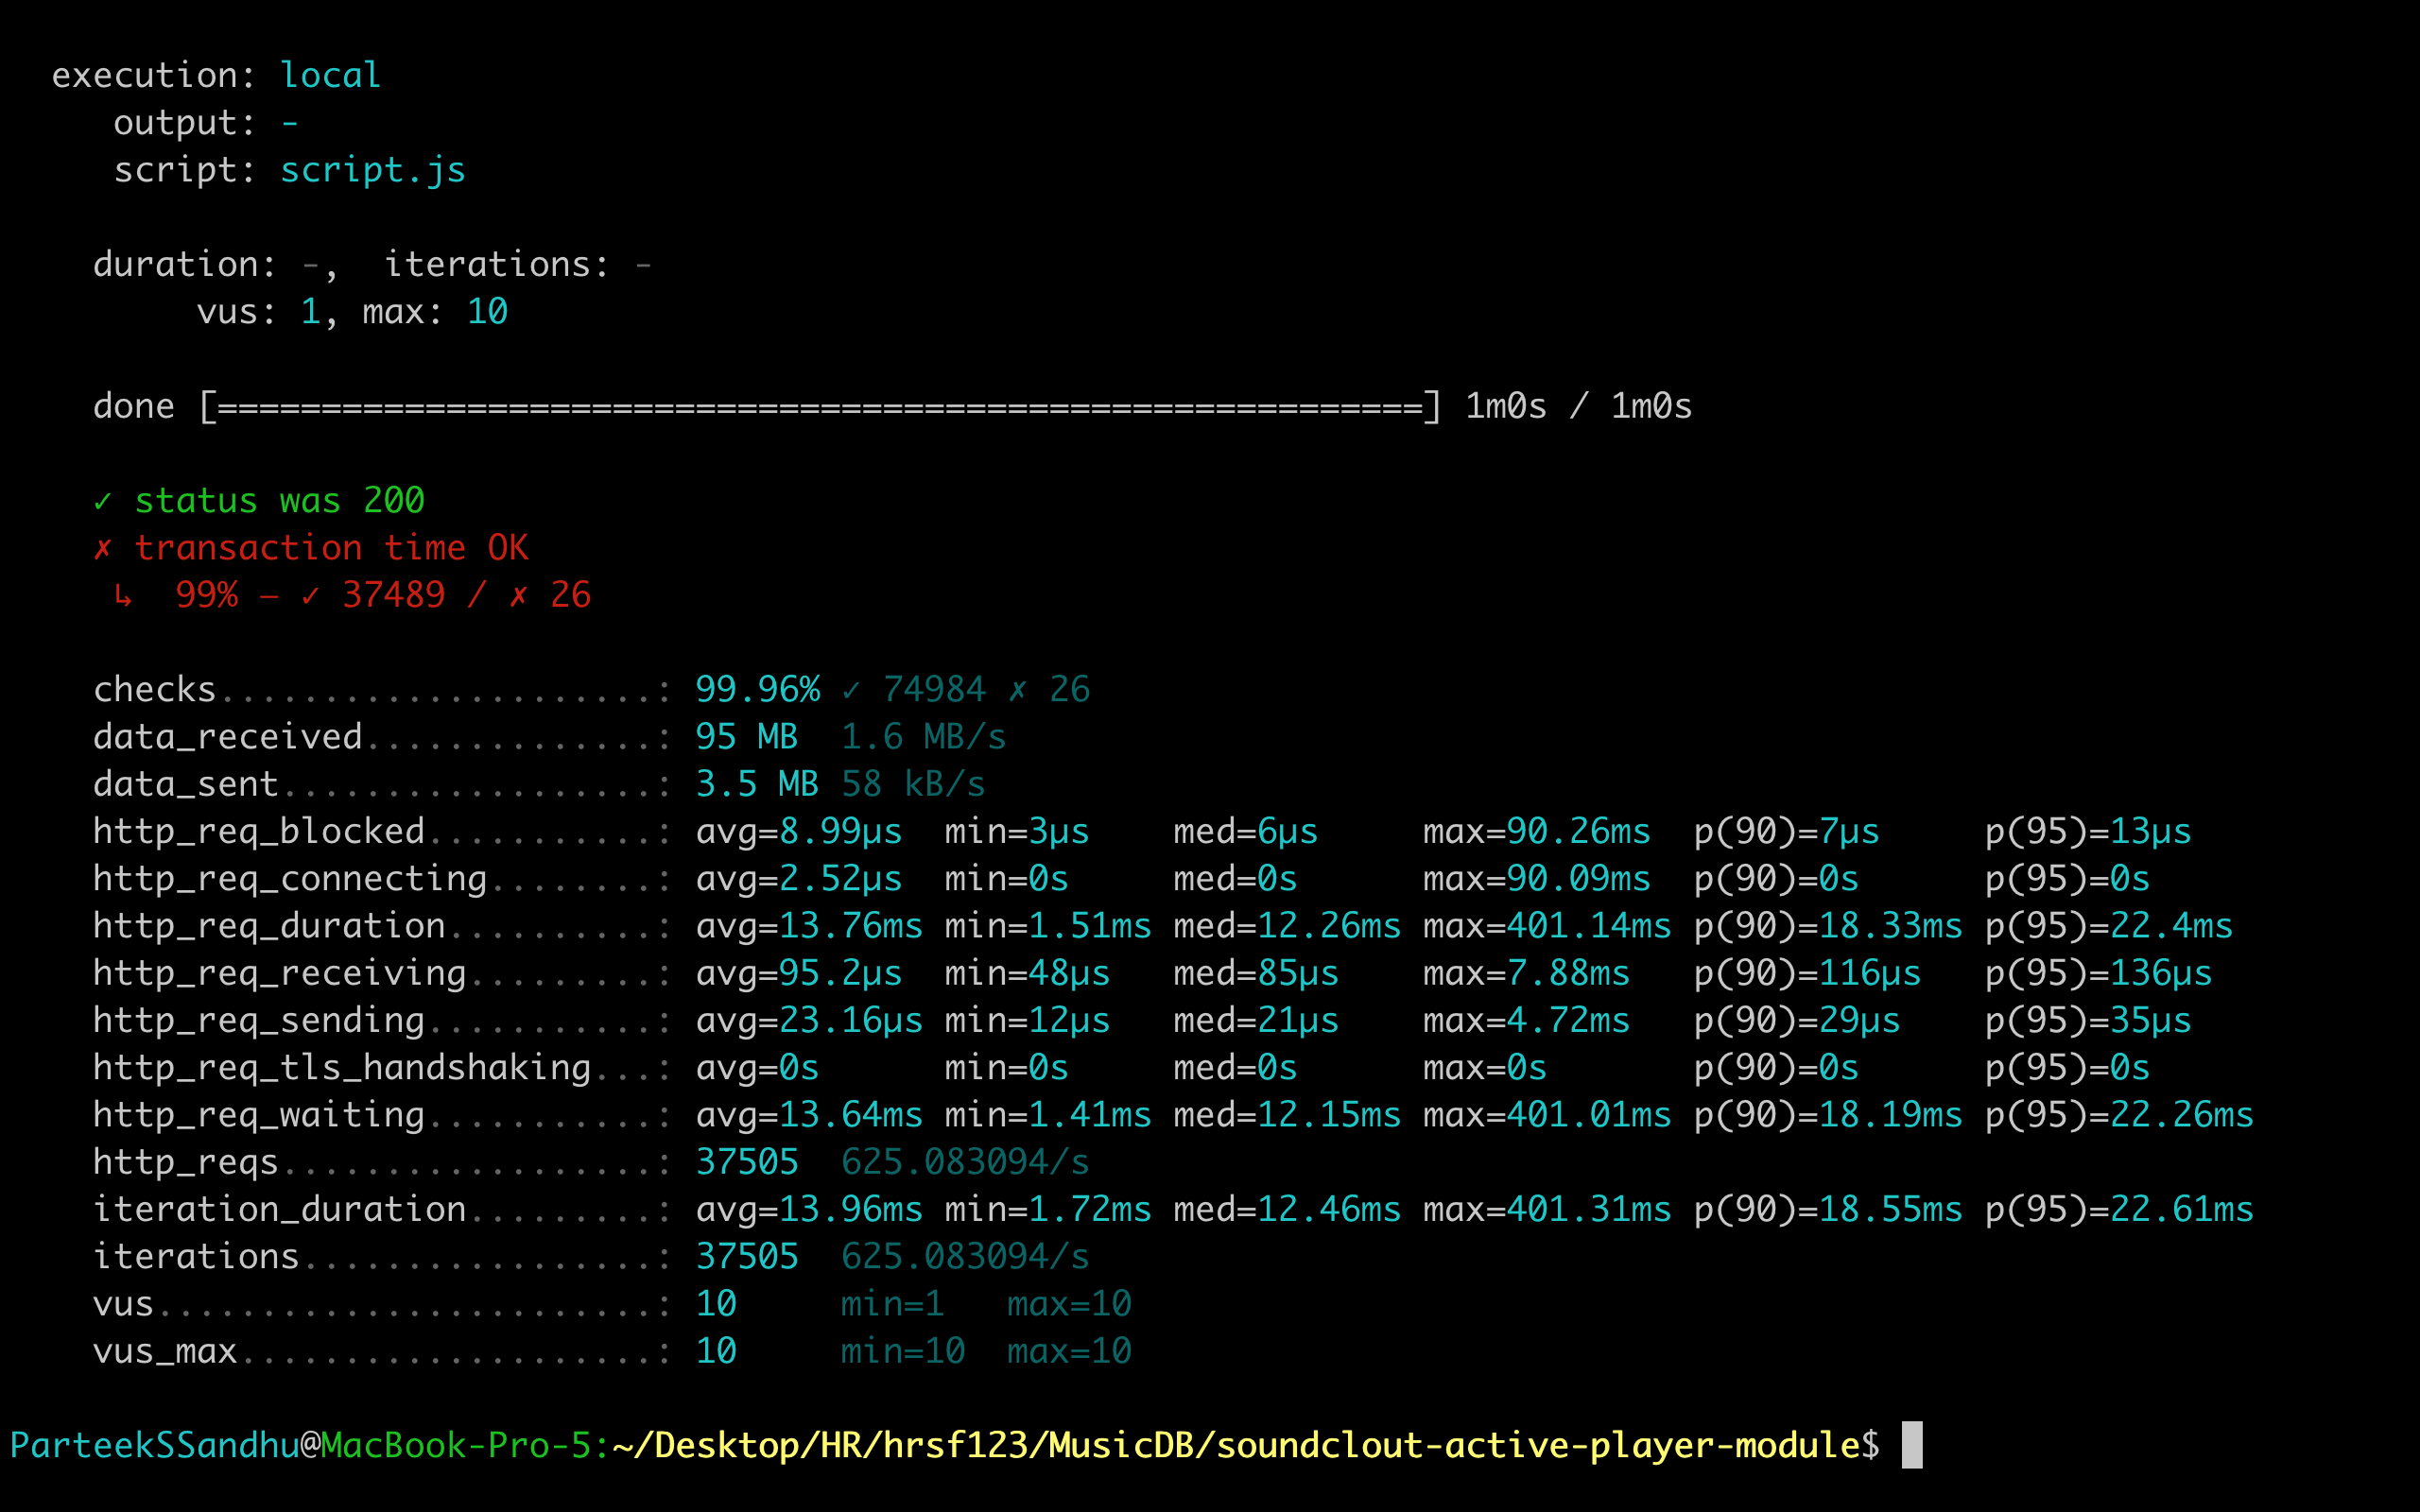 execution: local
output: -
script: script.js
duration: -, iterations: -
vus: 1, max: 10
done [==========================================================] 1m0s / 1m0s
✓ status was 200
✗ transaction time OK
↳ 99% — ✓ 37489 / ✗ 26
checks.....................: 99.96% ✓ 74984 ✗ 26
data_received..............: 95 MB 1.6 MB/s
data_sent..................: 3.5 MB 58 kB/s
http_req_blocked...........: avg=8.99µs min=3µs med=6µs max=90.26ms p(90)=7µs p(95)=13µs
http_req_connecting........: avg=2.52µs min=0s med=0s max=90.09ms p(90)=0s p(95)=0s
http_req_duration..........: avg=13.76ms min=1.51ms med=12.26ms max=401.14ms p(90)=18.33ms p(95)=22.4ms
http_req_receiving.........: avg=95.2µs min=48µs med=85µs max=7.88ms p(90)=116µs p(95)=136µs
http_req_sending...........: avg=23.16µs min=12µs med=21µs max=4.72ms p(90)=29µs p(95)=35µs
http_req_tls_handshaking...: avg=0s min=0s med=0s max=0s p(90)=0s p(95)=0s
http_req_waiting...........: avg=13.64ms min=1.41ms med=12.15ms max=401.01ms p(90)=18.19ms p(95)=22.26ms
http_reqs..................: 37505 625.083094/s
iteration_duration.........: avg=13.96ms min=1.72ms med=12.46ms max=401.31ms p(90)=18.55ms p(95)=22.61ms
iterations.................: 37505 625.083094/s
vus........................: 10 min=1 max=10
vus_max....................: 10 min=10 max=10
ParteekSSandhu@MacBook-Pro-5:~/Desktop/HR/hrsf123/MusicDB/soundclout-active-player-module$